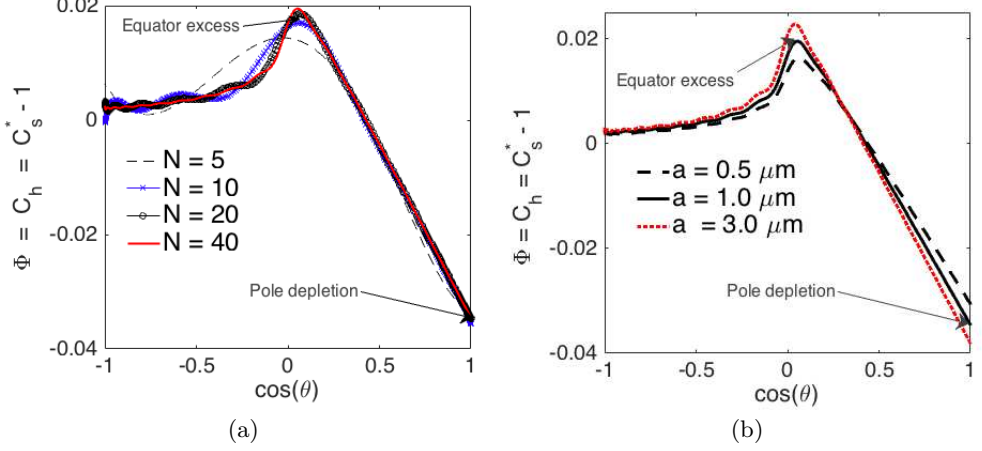 0.02
0
-0.02
-0.04
-1
-0.5
0
0.5
1
Φ = C_h = C_s^* - 1
cos(θ)
Equator excess
Pole depletion
N = 5
N = 10
N = 20
N = 40
(a)
0.02
0
-0.02
-0.04
-1
-0.5
0
0.5
1
Φ = C_h = C_s^* - 1
cos(θ)
Equator excess
a = 0.5 μm
a = 1.0 μm
a = 3.0 μm
Pole depletion
(b)